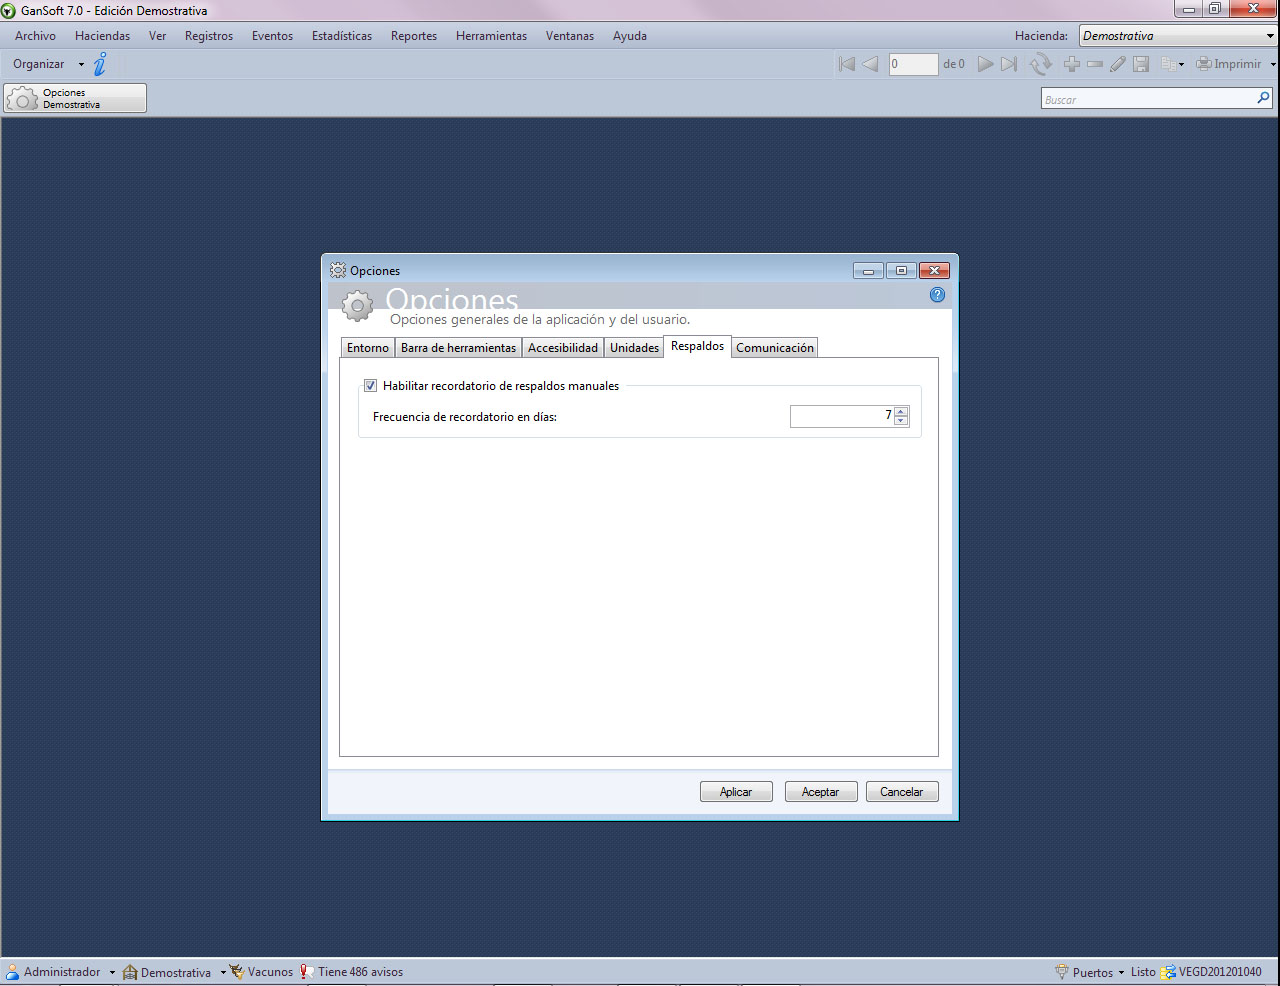 GanSoft 7.0 - Edición Demostrativa
Archivo Haciendas Ver Registros Eventos Estadísticas Reportes Herramientas Ventanas Ayuda Hacienda: Demostrativa
Organizar 0 de 0 Imprimir
Opciones
Demostrativa
Buscar
Opciones
Opciones
Opciones generales de la aplicación y del usuario.
Entorno Barra de herramientas Accesibilidad Unidades Respaldos Comunicación
Habilitar recordatorio de respaldos manuales
Frecuencia de recordatorio en días: 7
Aplicar Aceptar Cancelar
Administrador Demostrativa Vacunos Tiene 486 avisos Puertos Listo VEGD201201040